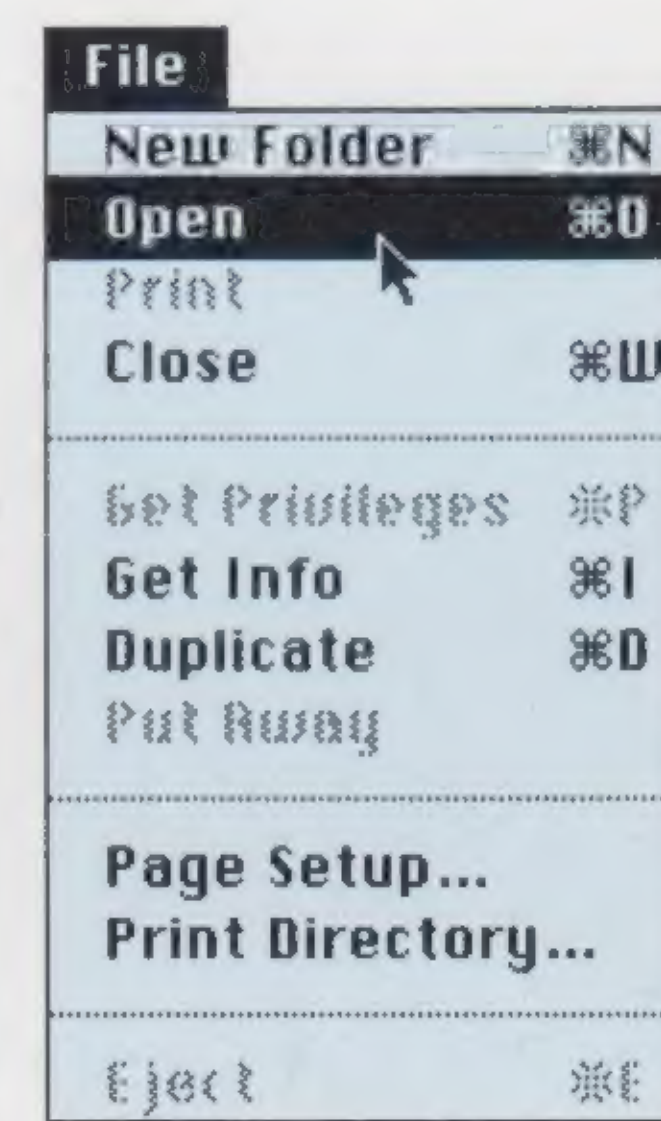 File
New Folder ⌘N
Open ⌘O
Print
Close ⌘W
Get Privileges ⌘P
Get Info ⌘I
Duplicate ⌘D
Put Away
Page Setup...
Print Directory...
Eject ⌘E